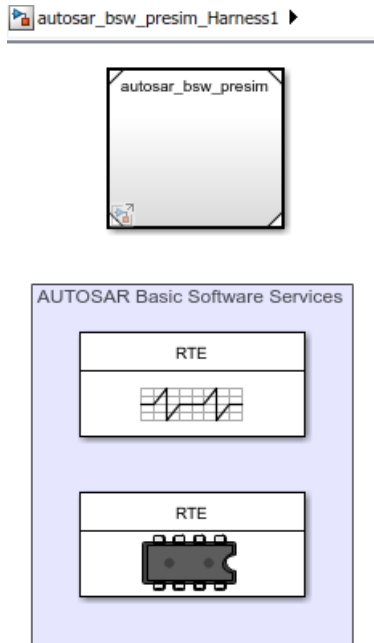 autosar_bsw_presim_Harness1
autosar_bsw_presim
AUTOSAR Basic Software Services
RTE
RTE